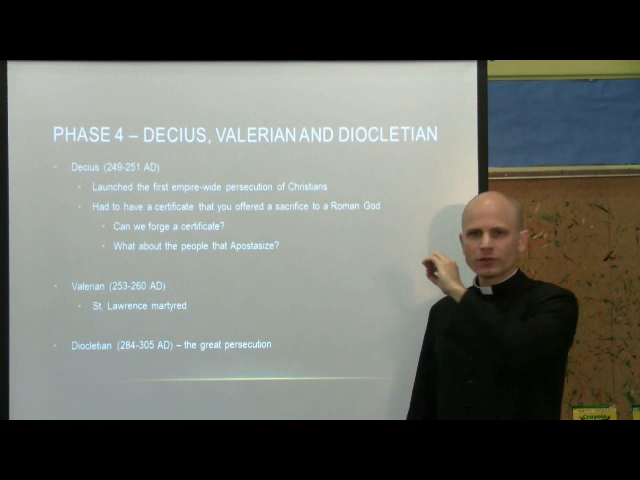 PHASE 4 – DECIUS, VALERIAN AND DIOCLETIAN
Decius (249-251 AD)
Launched the first empire-wide persecution of Christians
Had to have a certificate that you offered a sacrifice to a Roman God
Can we forge a certificate?
What about the people that Apostasize?
Valerian (253-260 AD)
St. Lawrence martyred
Diocletian (284-305 AD) – the great persecution
Crayola